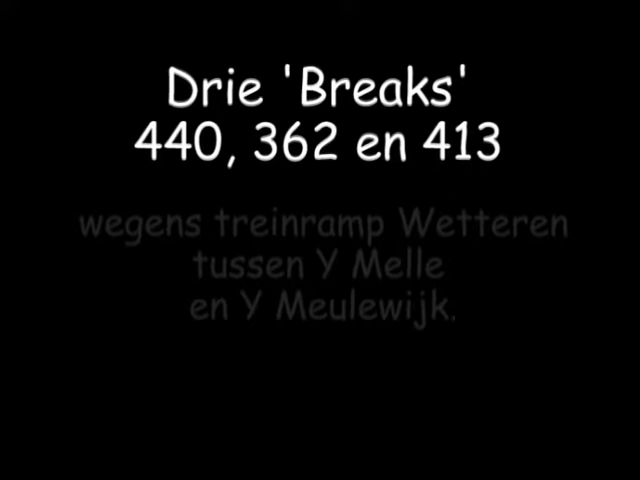 Drie 'Breaks'
440, 362 en 413
wegens treinramp Wetteren
tussen Y Melle
en Y Meulewijk.